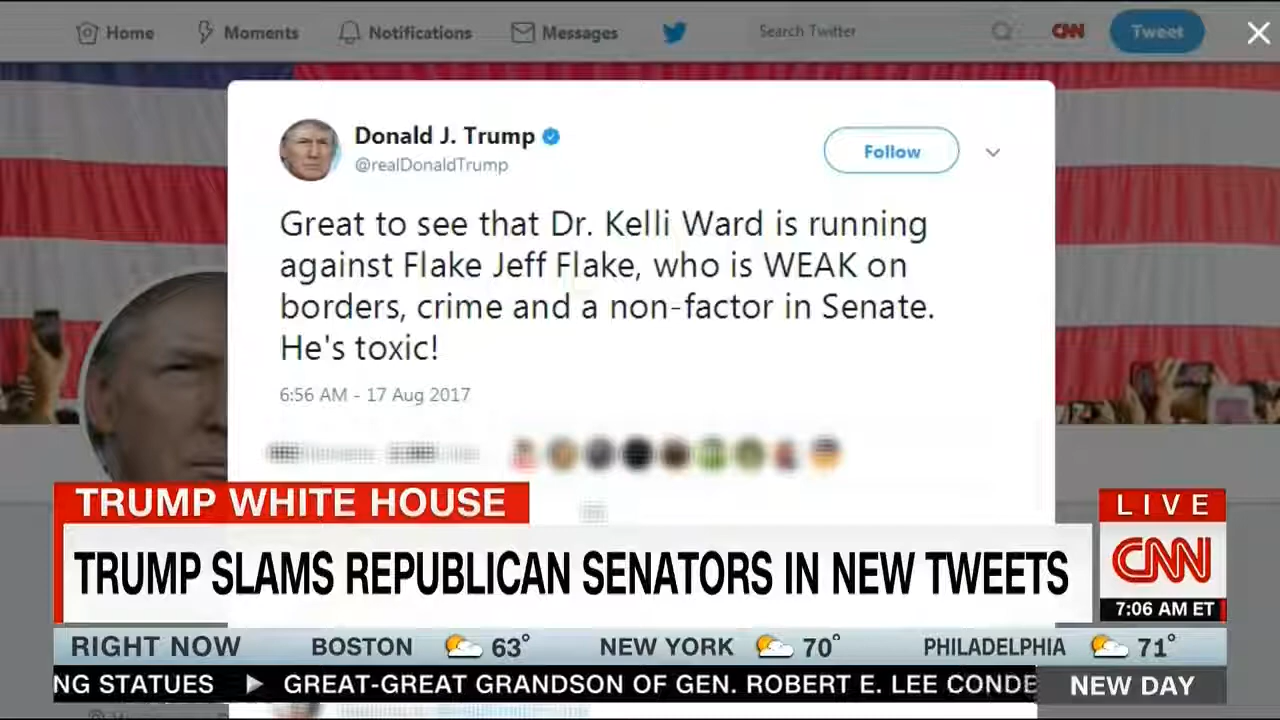 Home Moments Notifications Messages Search Twitter CNN Tweet
Donald J. Trump
@realDonaldTrump
Follow
Great to see that Dr. Kelli Ward is running
against Flake Jeff Flake, who is WEAK on
borders, crime and a non-factor in Senate.
He's toxic!
6:56 AM - 17 Aug 2017
TRUMP WHITE HOUSE
TRUMP SLAMS REPUBLICAN SENATORS IN NEW TWEETS
LIVE
CNN
7:06 AM ET
RIGHT NOW BOSTON 63° NEW YORK 70° PHILADELPHIA 71°
NG STATUES GREAT-GREAT GRANDSON OF GEN. ROBERT E. LEE CONDE
NEW DAY